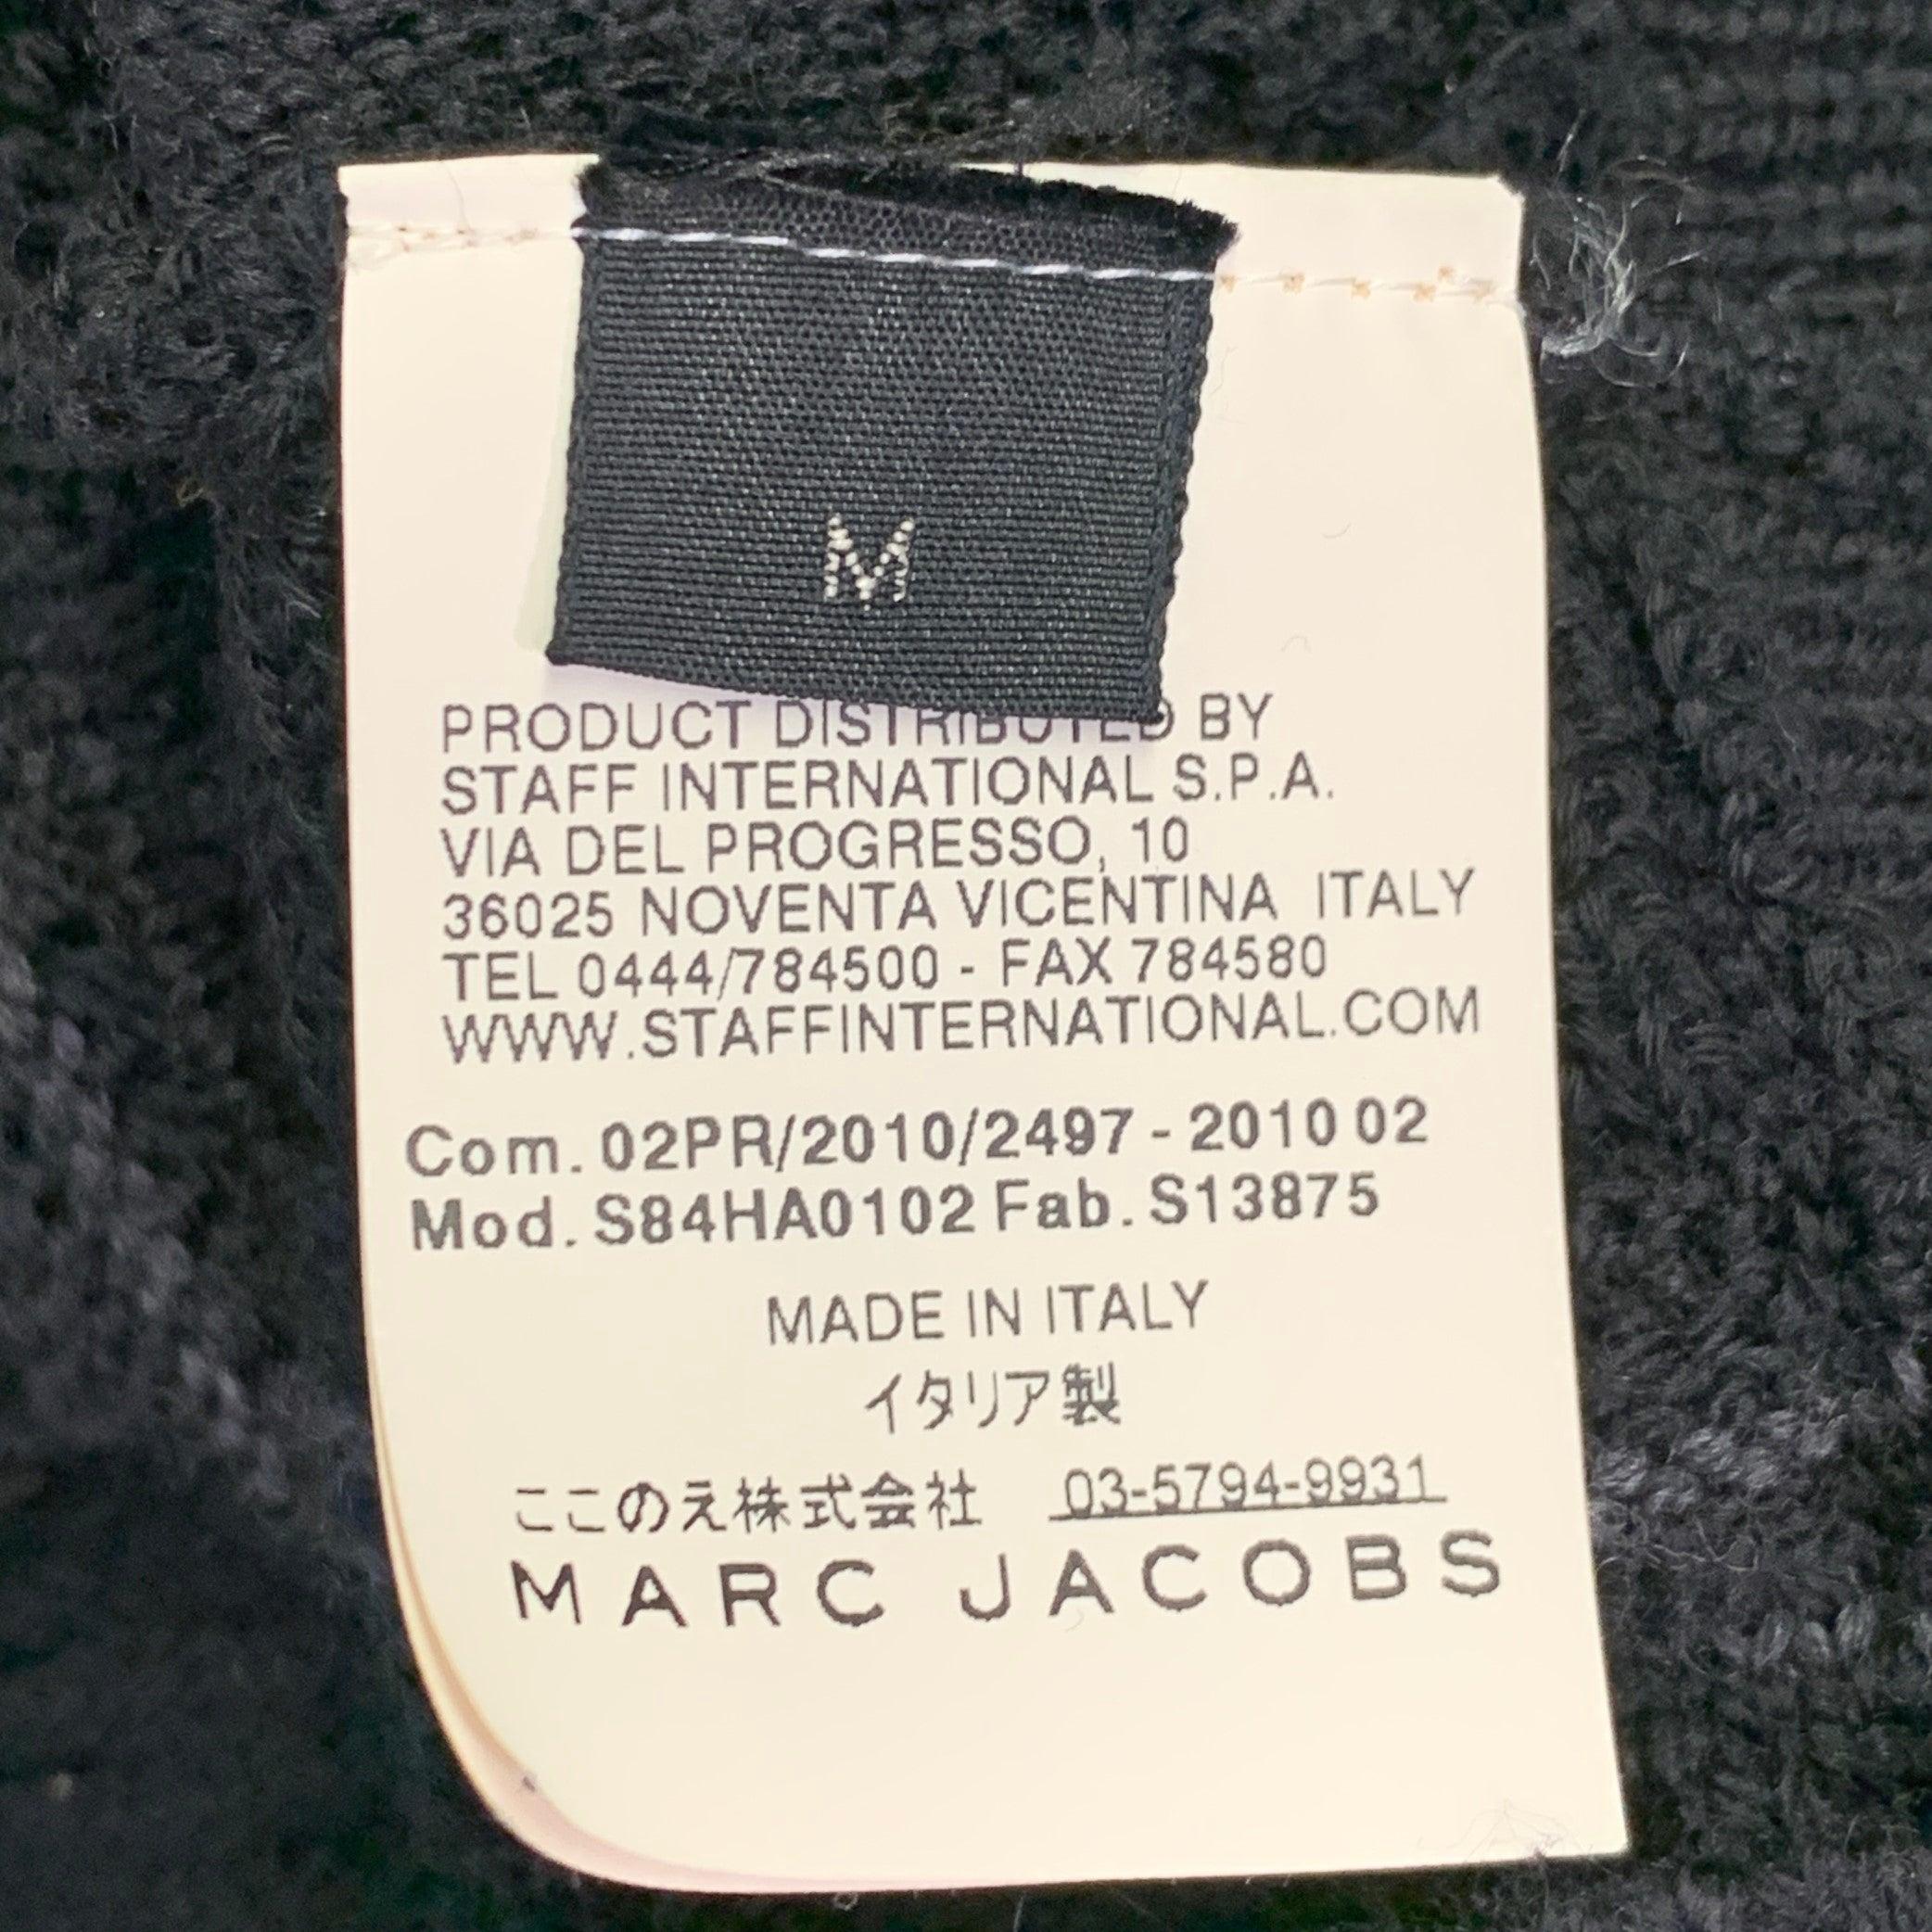 M
PRODUCT DISTRIBUTED BY
STAFF INTERNATIONAL S.P.A.
VIA DEL PROGRESSO, 10
36025 NOVENTA VICENTINA ITALY
TEL 0444/784500 - FAX 784580
WWW.STAFFINTERNATIONAL.COM
Com. 02PR/2010/2497 - 2010 02
Mod. S84HA0102 Fab. S13875
MADE IN ITALY
イタリア製
ここのえ株式会社 03-5794-9931
MARC JACOBS